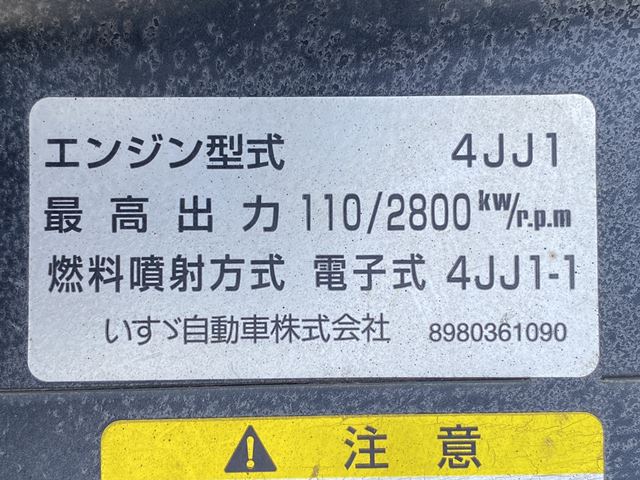 エンジン型式 4JJ1
最高出力 110/2800 kw/r.p.m
燃料噴射方式 電子式 4JJ1-1
いすゞ自動車株式会社 8980361090
注意